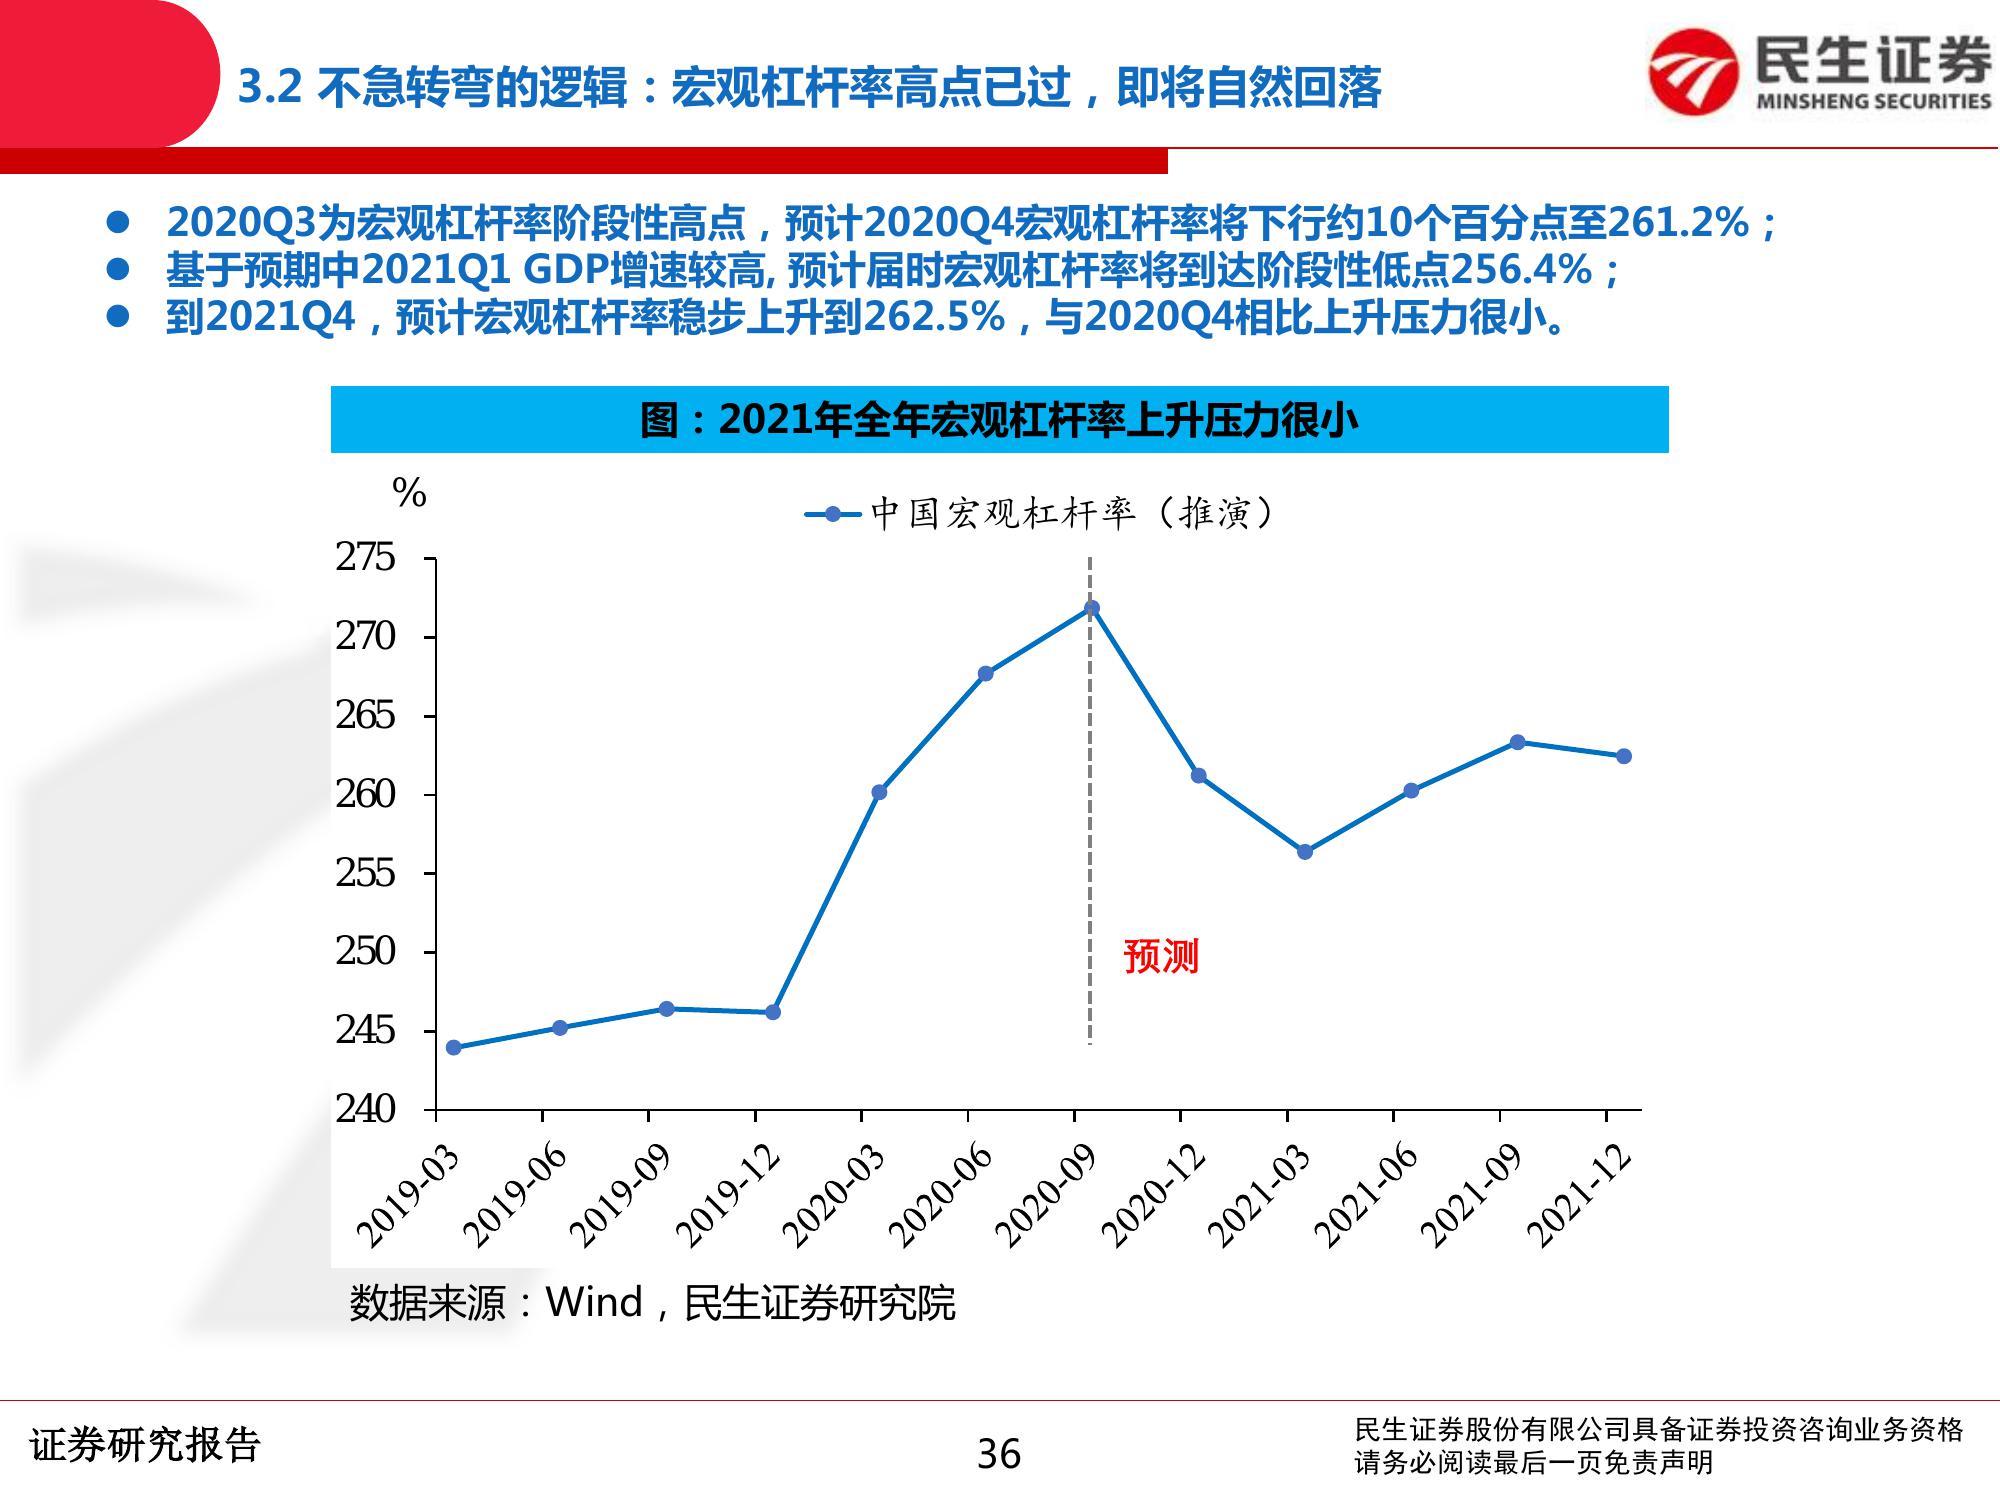 3.2 不急转弯的逻辑：宏观杠杆率高点已过，即将自然回落
民生证券
MINSHENG SECURITIES
● 2020Q3为宏观杠杆率阶段性高点，预计2020Q4宏观杠杆率将下行约10个百分点至261.2%；
● 基于预期中2021Q1 GDP增速较高, 预计届时宏观杠杆率将到达阶段性低点256.4%；
● 到2021Q4，预计宏观杠杆率稳步上升到262.5%，与2020Q4相比上升压力很小。
图：2021年全年宏观杠杆率上升压力很小
%
中国宏观杠杆率（推演）
275
270
265
260
255
250
245
240
预测
2019-03
2019-06
2019-09
2019-12
2020-03
2020-06
2020-09
2020-12
2021-03
2021-06
2021-09
2021-12
数据来源：Wind，民生证券研究院
证券研究报告
36
民生证券股份有限公司具备证券投资咨询业务资格
请务必阅读最后一页免责声明